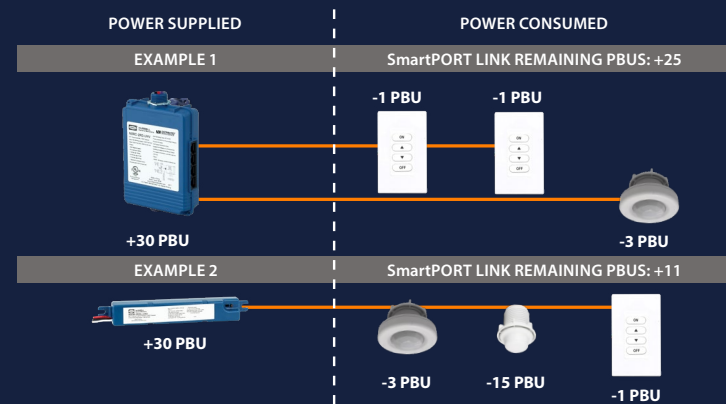 POWER SUPPLIED
POWER CONSUMED
EXAMPLE 1
SmartPORT LINK REMAINING PBUS: +25
-1 PBU
-1 PBU
ON
OFF
ON
OFF
+30 PBU
-3 PBU
EXAMPLE 2
SmartPORT LINK REMAINING PBUS: +11
+30 PBU
ON
OFF
-3 PBU
-15 PBU
-1 PBU